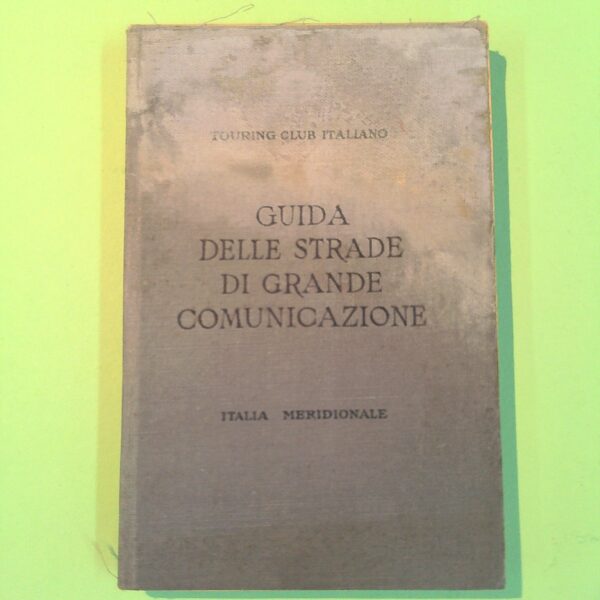 TOURING CLUB ITALIANO
GUIDA
DELLE STRADE
DI GRANDE
COMUNICAZIONE
ITALIA MERIDIONALE